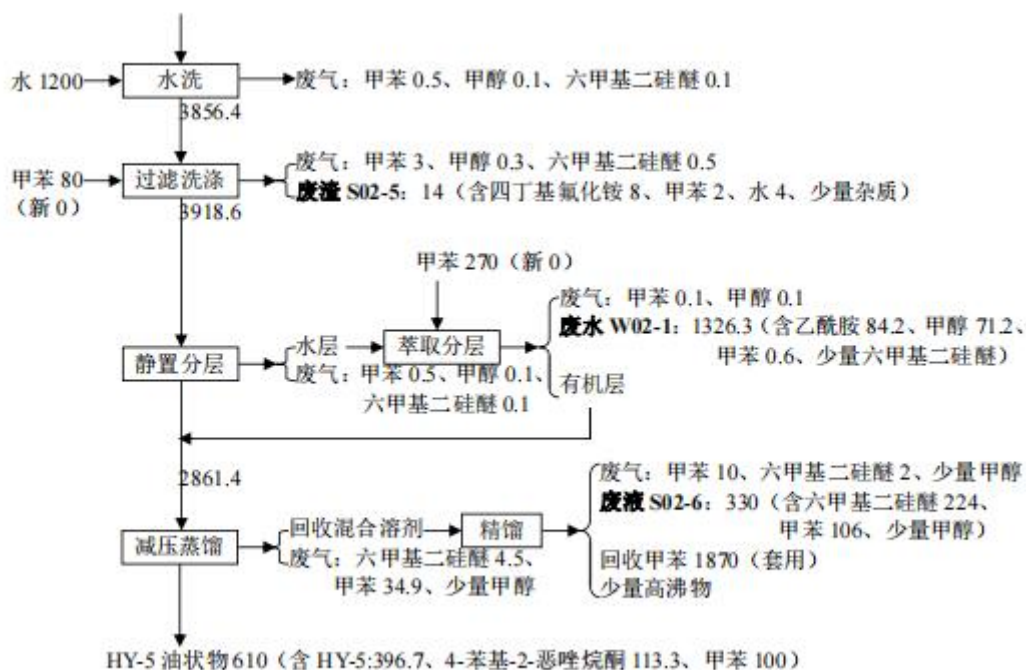 水 1200
水洗
废气：甲苯 0.5、甲醇 0.1、六甲基二硅醚 0.1
3856.4
甲苯 80
（新 0）
过滤洗涤
废气：甲苯 3、甲醇 0.3、六甲基二硅醚 0.5
废渣 S02-5：14（含四丁基氟化铵 8、甲苯 2、水 4、少量杂质）
3918.6
甲苯 270（新 0）
静置分层
水层
废气：甲苯 0.5、甲醇 0.1、
六甲基二硅醚 0.1
萃取分层
废气：甲苯 0.1、甲醇 0.1
废水 W02-1：1326.3（含乙酰胺 84.2、甲醇 71.2、
甲苯 0.6、少量六甲基二硅醚）
有机层
2861.4
减压蒸馏
回收混合溶剂
废气：六甲基二硅醚 4.5、
甲苯 34.9、少量甲醇
精馏
废气：甲苯 10、六甲基二硅醚 2、少量甲醇
废液 S02-6：330（含六甲基二硅醚 224、
甲苯 106、少量甲醇）
回收甲苯 1870（套用）
少量高沸物
HY-5 油状物 610（含 HY-5:396.7、4-苯基-2-恶唑烷酮 113.3、甲苯 100）